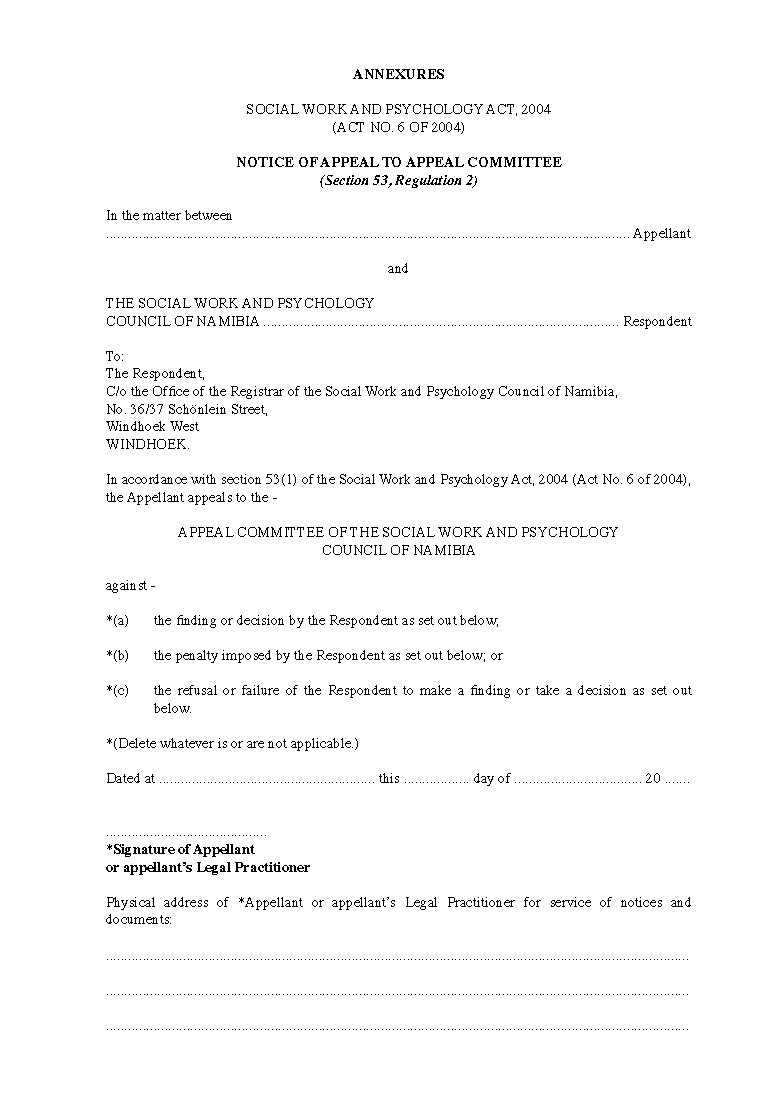 ANNEXURES
SOCIAL WORK AND PSYCHOLOGY ACT, 2004
(ACT NO. 6 OF 2004)
NOTICE OF APPEAL TO APPEAL COMMITTEE
(Section 53, Regulation 2)
In the matter between
................................................................................................................................................ Appellant
and
THE SOCIAL WORK AND PSYCHOLOGY
COUNCIL OF NAMIBIA .................................................................................................. Respondent
To:
The Respondent,
C/o the Office of the Registrar of the Social Work and Psychology Council of Namibia,
No. 36/37 Schönlein Street,
Windhoek West
WINDHOEK.
In accordance with section 53(1) of the Social Work and Psychology Act, 2004 (Act No. 6 of 2004),
the Appellant appeals to the -
APPEAL COMMITTEE OF THE SOCIAL WORK AND PSYCHOLOGY
COUNCIL OF NAMIBIA
against -
*(a) the finding or decision by the Respondent as set out below;
*(b) the penalty imposed by the Respondent as set out below; or
*(c) the refusal or failure of the Respondent to make a finding or take a decision as set out
below.
*(Delete whatever is or are not applicable.)
Dated at ........................................................... this .................. day of ................................... 20 .......
............................................
*Signature of Appellant
or appellant's Legal Practitioner
Physical address of *Appellant or appellant's Legal Practitioner for service of notices and
documents:
................................................................................................................................................................
................................................................................................................................................................
................................................................................................................................................................